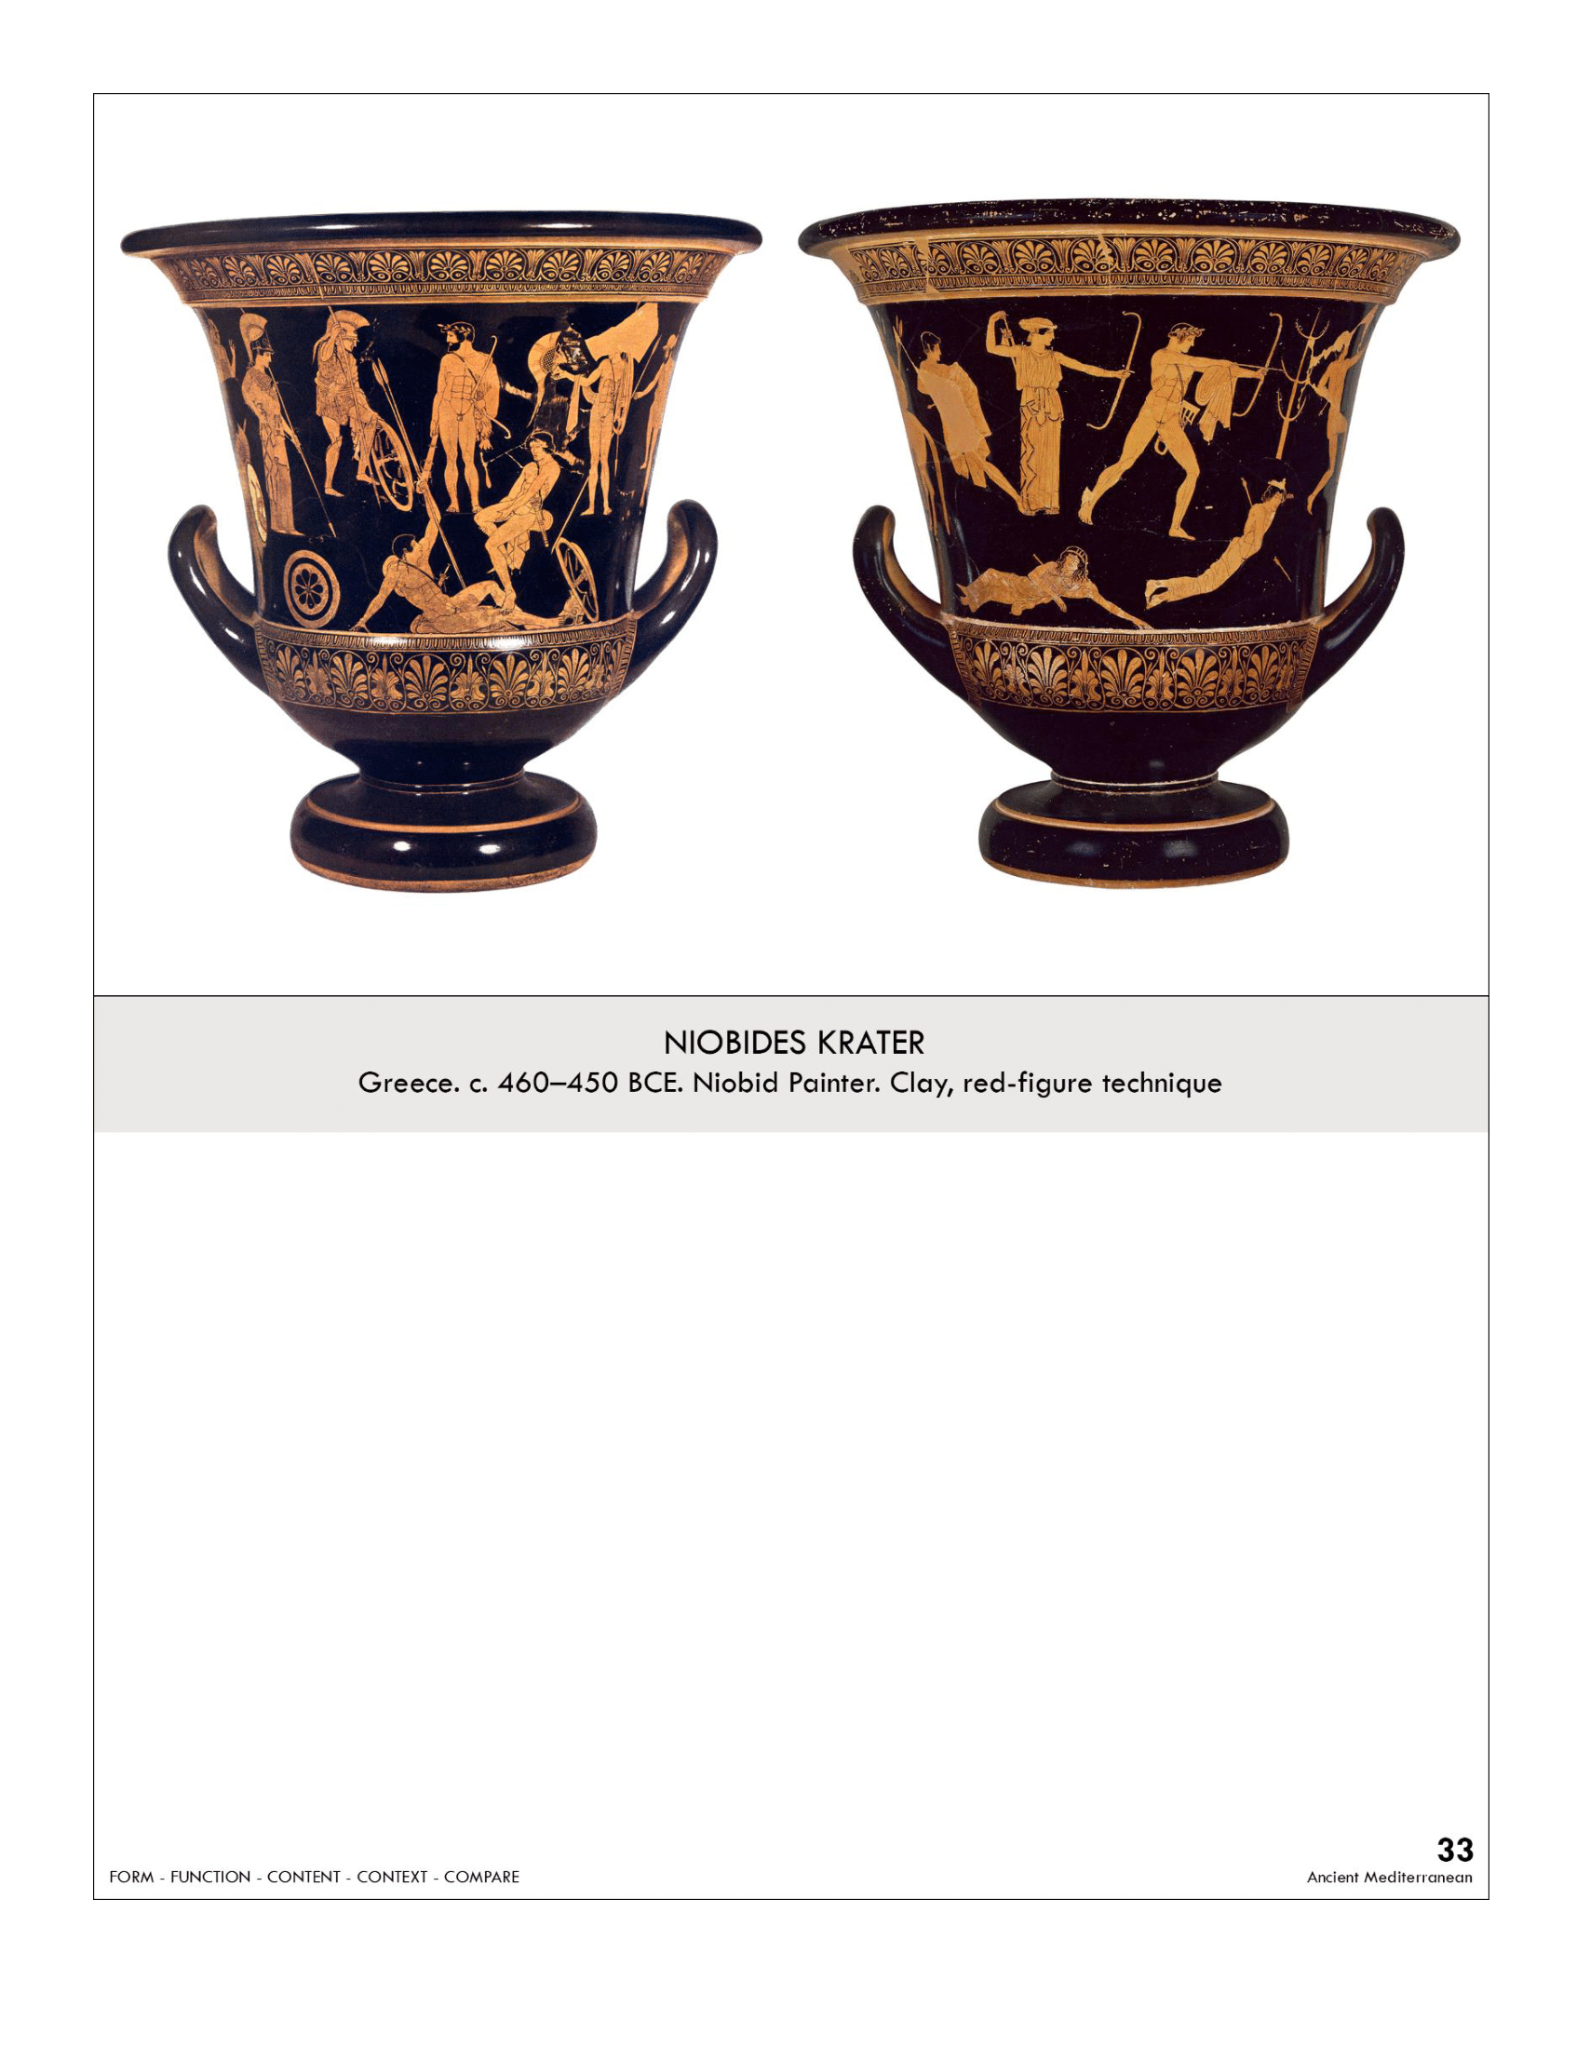 NIOBIDES KRATER
Greece. c. 460–450 BCE. Niobid Painter. Clay, red-figure technique
33
FORM - FUNCTION - CONTENT - CONTEXT - COMPARE
Ancient Mediterranean